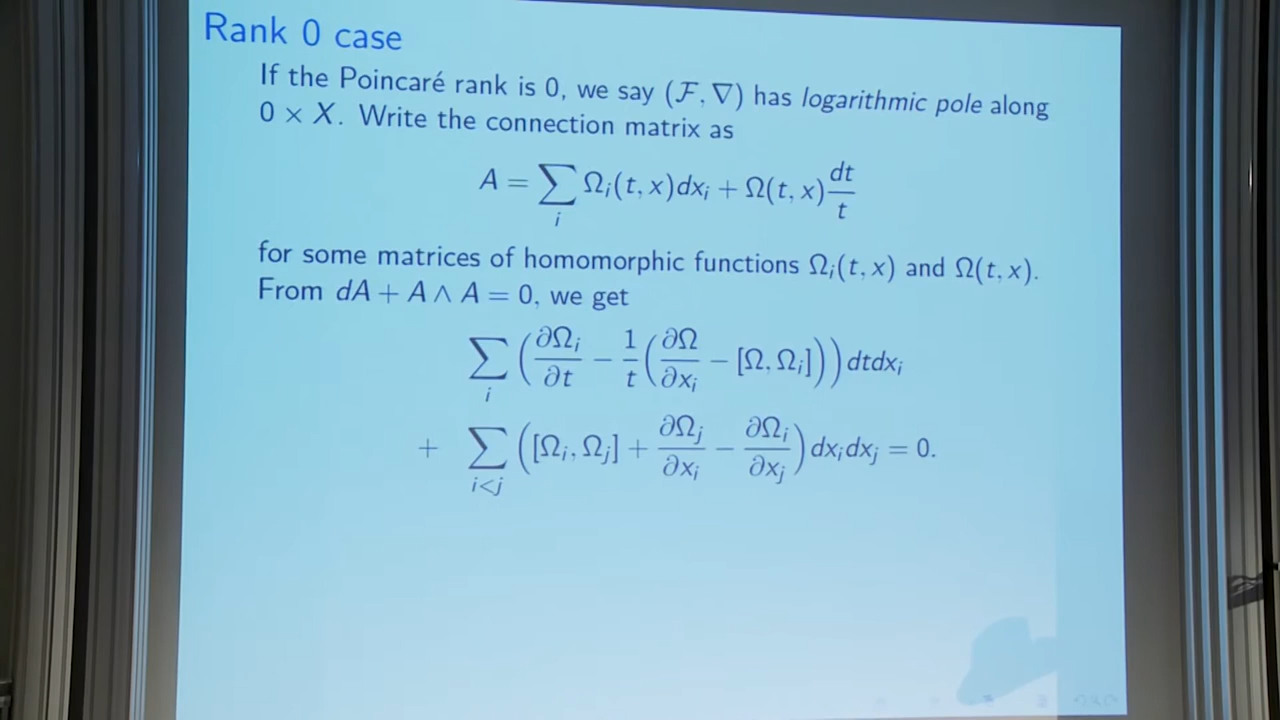 Rank 0 case
If the Poincaré rank is 0, we say (ℱ, ∇) has logarithmic pole along
0 × X. Write the connection matrix as
A = ∑_i Ω_i(t, x)dx_i + Ω(t, x) dt/t
for some matrices of homomorphic functions Ω_i(t, x) and Ω(t, x).
From dA + A ∧ A = 0, we get
∑_i (∂Ω_i/∂t − 1/t (∂Ω/∂x_i − [Ω, Ω_i])) dtdx_i
+ ∑_{i<j} ([Ω_i, Ω_j] + ∂Ω_j/∂x_i − ∂Ω_i/∂x_j) dx_i dx_j = 0.